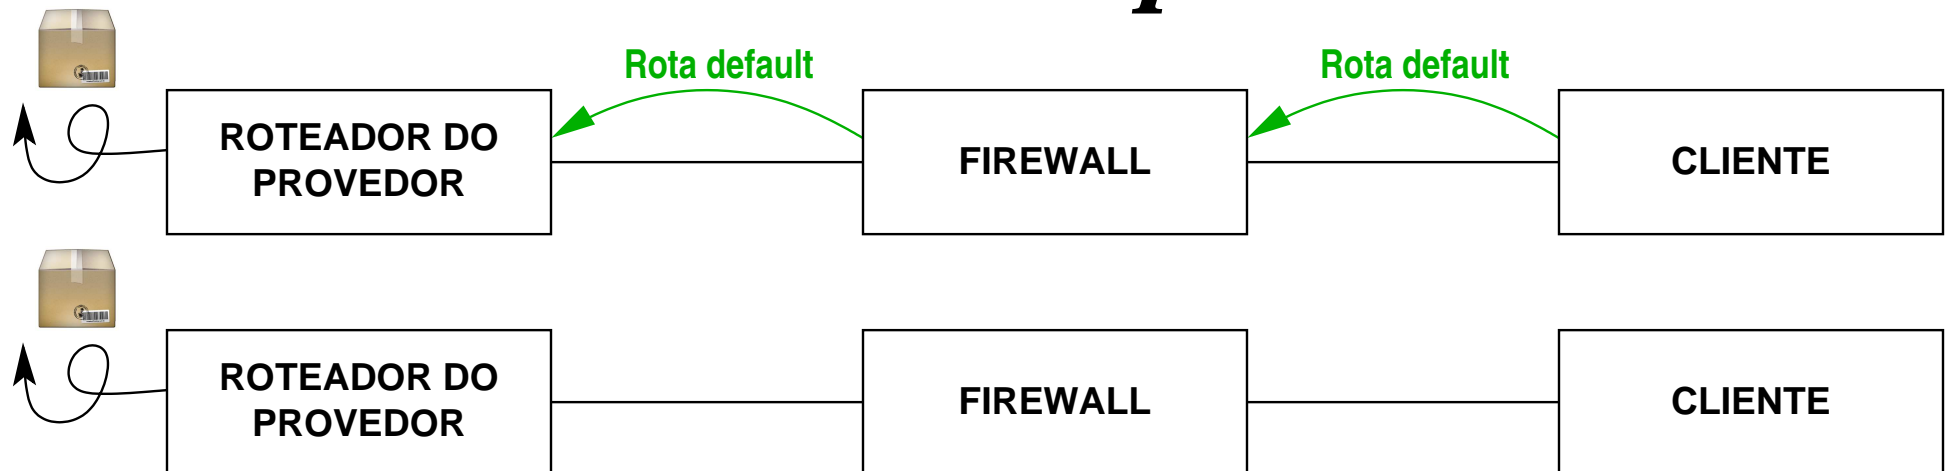 Rota default
Rota default
ROTEADOR DO
PROVEDOR
FIREWALL
CLIENTE
ROTEADOR DO
PROVEDOR
FIREWALL
CLIENTE